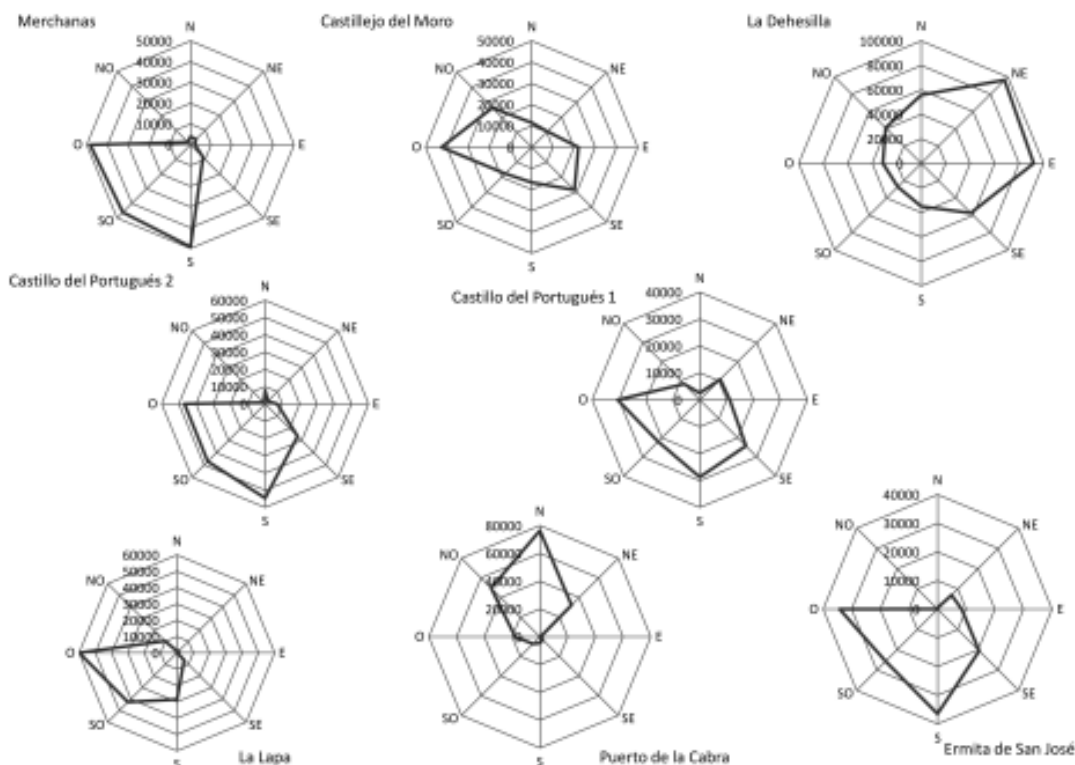 Merchanas
N
NE
E
SE
S
SO
O
NO
50000
40000
30000
20000
10000
0
Castillejo del Moro
N
NE
E
SE
S
SO
O
NO
50000
40000
30000
20000
10000
0
La Dehesilla
N
NE
E
SE
S
SO
O
NO
100000
80000
60000
40000
20000
0
Castillo del Portugués 2
N
NE
E
SE
S
SO
O
NO
60000
50000
40000
30000
20000
10000
0
Castillo del Portugués 1
N
NE
E
SE
S
SO
O
NO
40000
30000
20000
10000
0
N
NE
E
SE
S
SO
O
NO
60000
50000
40000
30000
20000
10000
0
La Lapa
N
NE
E
SE
S
SO
O
NO
80000
60000
40000
20000
0
Puerto de la Cabra
N
NE
E
SE
S
SO
O
NO
40000
30000
20000
10000
0
Ermita de San José